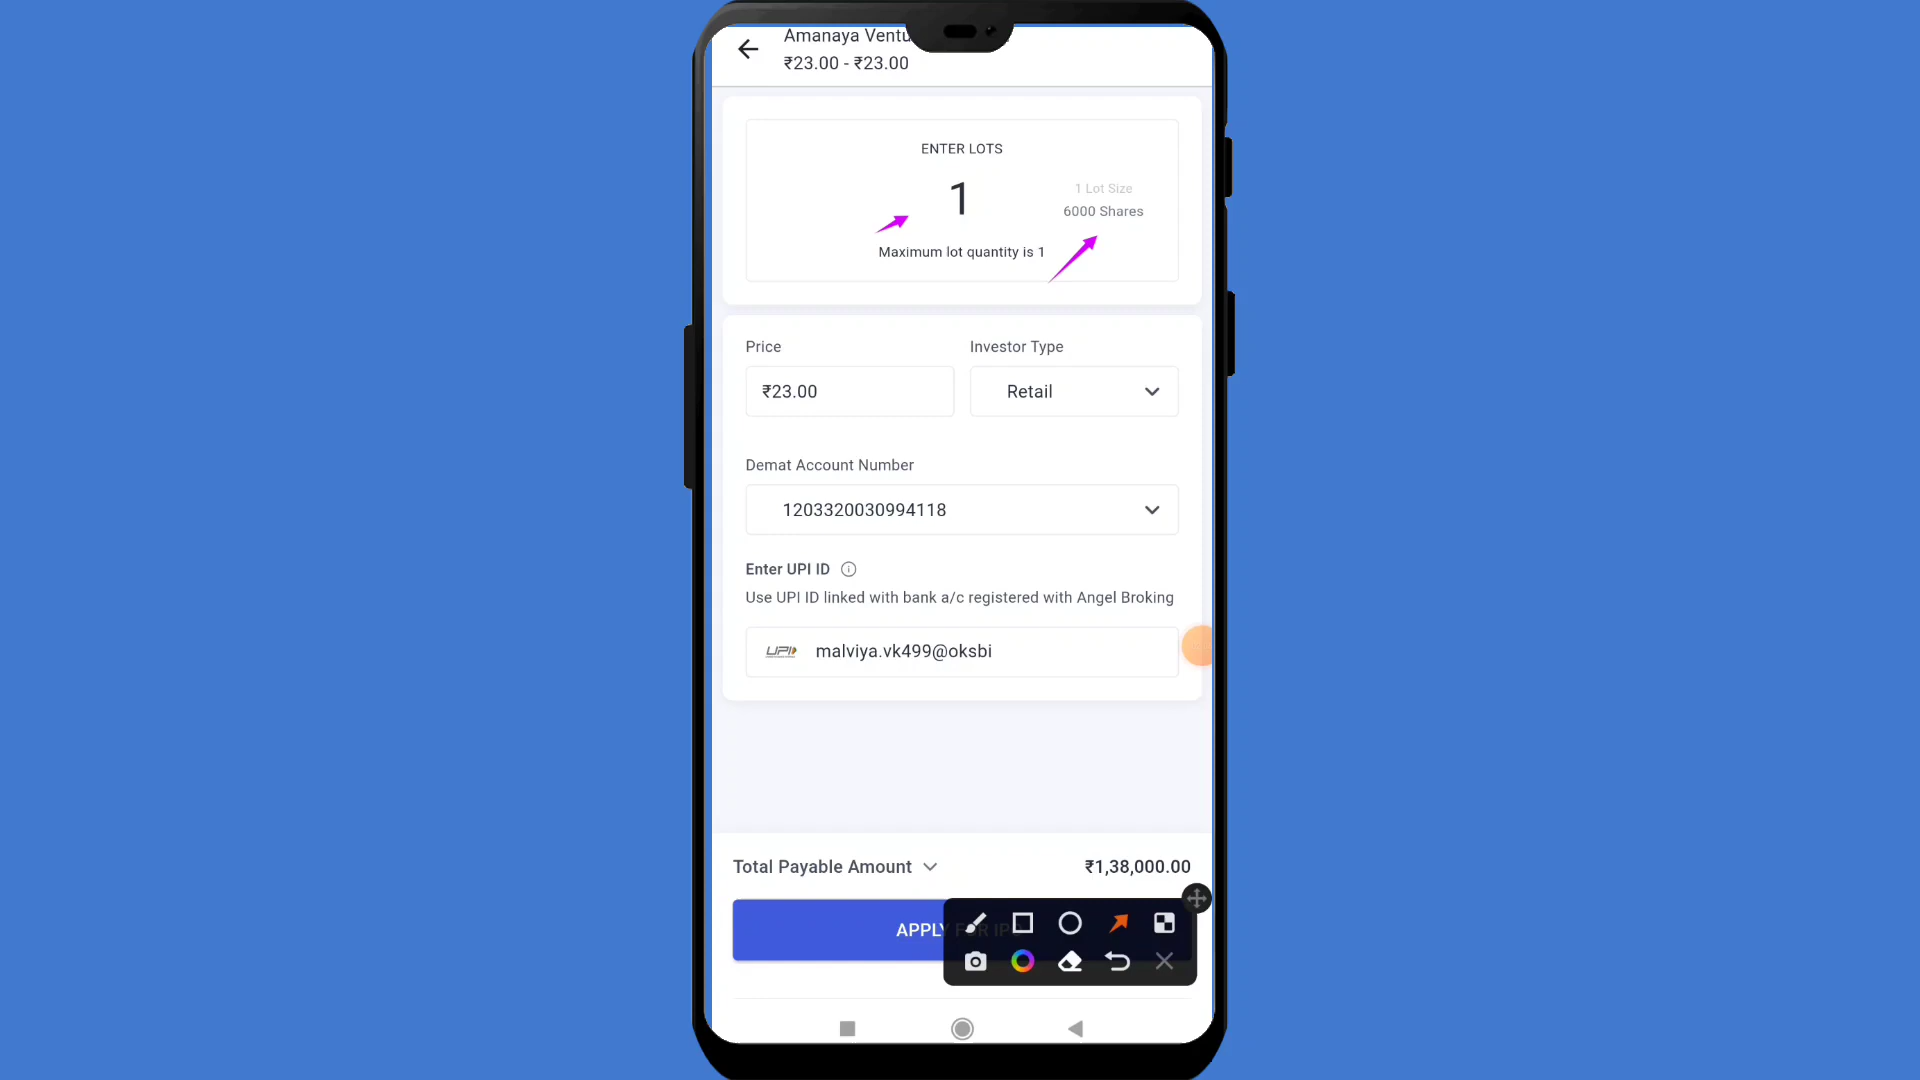 Amanaya Ventu
₹23.00 - ₹23.00
ENTER LOTS
1
1 Lot Size
6000 Shares
Maximum lot quantity is 1
Price
Investor Type
₹23.00
Retail
Demat Account Number
1203320030994118
Enter UPI ID
Use UPI ID linked with bank a/c registered with Angel Broking
UPI malviya.vk499@oksbi
Total Payable Amount
₹1,38,000.00
APPLY FOR IP